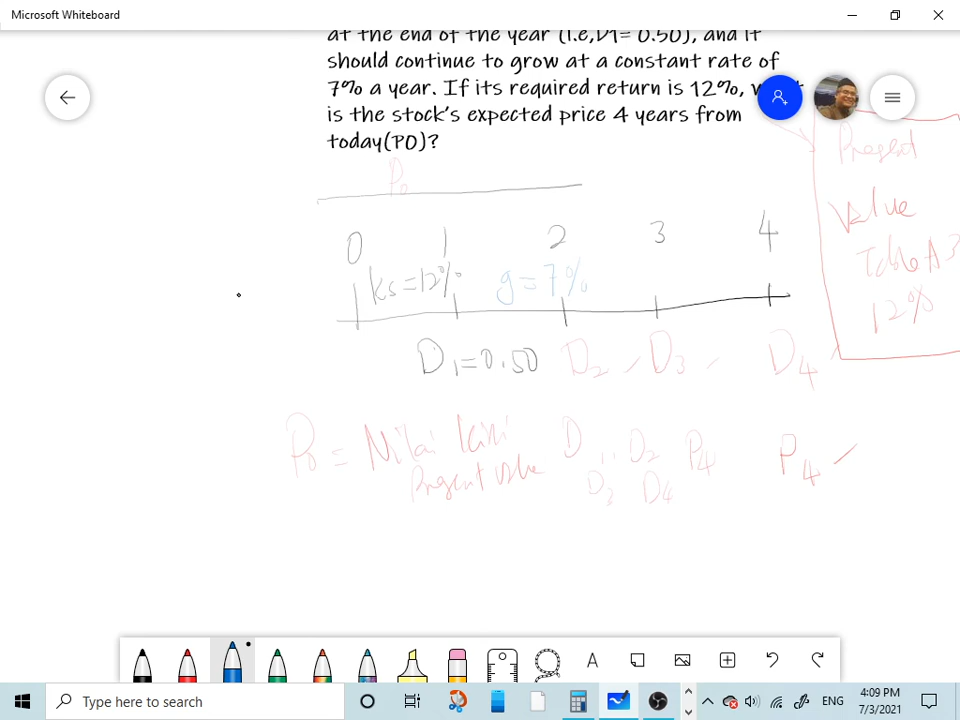 Microsoft Whiteboard
at the end of the year (i.e,D1= 0.50), and it
should continue to grow at a constant rate of
7% a year. If its required return is 12%,
is the stock's expected price 4 years from
today(P0)?
Present
Value
Table A3
12%
P0
0 1 2 3 4
ks=12% g=7%
D1=0.50 D2 D3 D4
P0 = Nilai kini D1, D2 P4 P4
Present value D3 D4
A
Type here to search
ENG
4:09 PM
7/3/2021